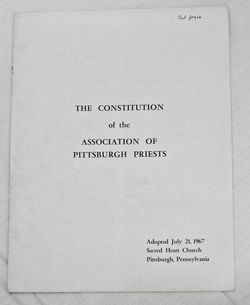 THE CONSTITUTION
of the
ASSOCIATION OF
PITTSBURGH PRIESTS
Adopted July 21, 1967
Sacred Heart Church
Pittsburgh, Pennsylvania